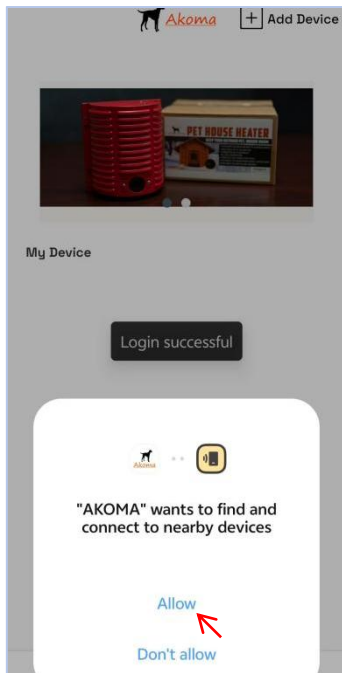 Akoma
Add Device
PET HOUSE HEATER
My Device
Login successful
Akoma
"AKOMA" wants to find and
connect to nearby devices
Allow
Don't allow